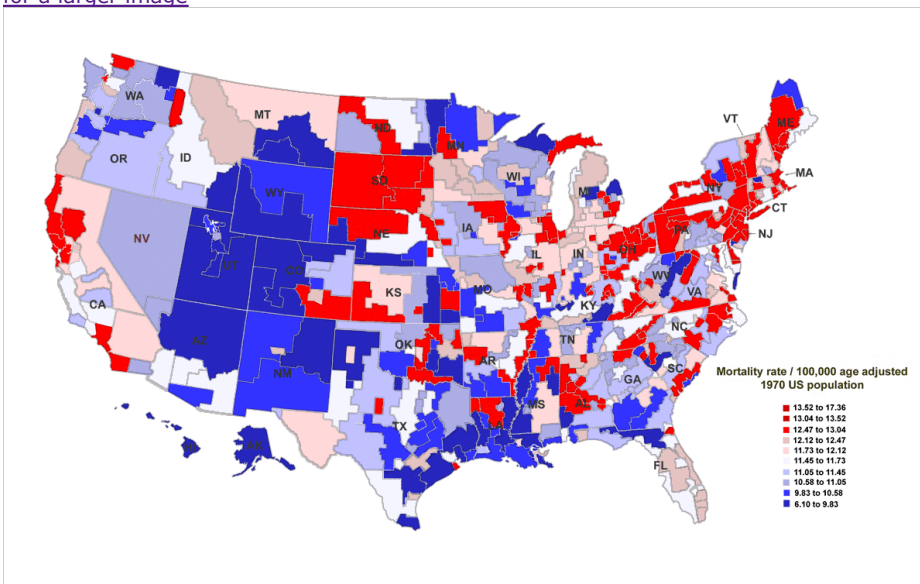 for a larger image
WA
MT
ND
MN
VT
ME
OR
ID
SD
WI
MI
NY
MA
WY
CT
NV
NE
IA
PA
NJ
UT
CO
IL
IN
OH
WV
CA
KS
MO
KY
VA
AZ
NM
OK
AR
TN
NC
SC
GA
MS
AL
TX
LA
FL
AK
Mortality rate / 100,000 age adjusted
1970 US population
13.52 to 17.36
13.04 to 13.52
12.47 to 13.04
12.12 to 12.47
11.73 to 12.12
11.45 to 11.73
11.05 to 11.45
10.58 to 11.05
9.83 to 10.58
6.10 to 9.83